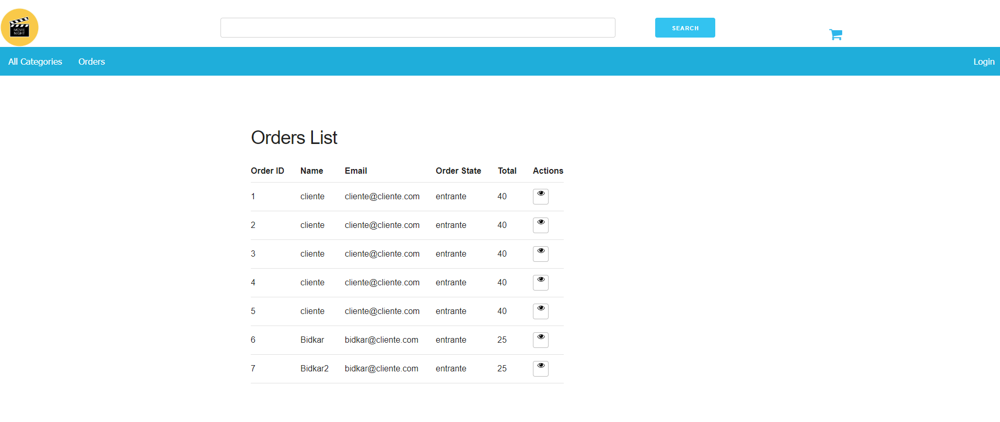 MOVIE
NIGHT
SEARCH
All Categories Orders Login
Orders List
Order ID Name Email Order State Total Actions
1 cliente cliente@cliente.com entrante 40
2 cliente cliente@cliente.com entrante 40
3 cliente cliente@cliente.com entrante 40
4 cliente cliente@cliente.com entrante 40
5 cliente cliente@cliente.com entrante 40
6 Bidkar bidkar@cliente.com entrante 25
7 Bidkar2 bidkar@cliente.com entrante 25